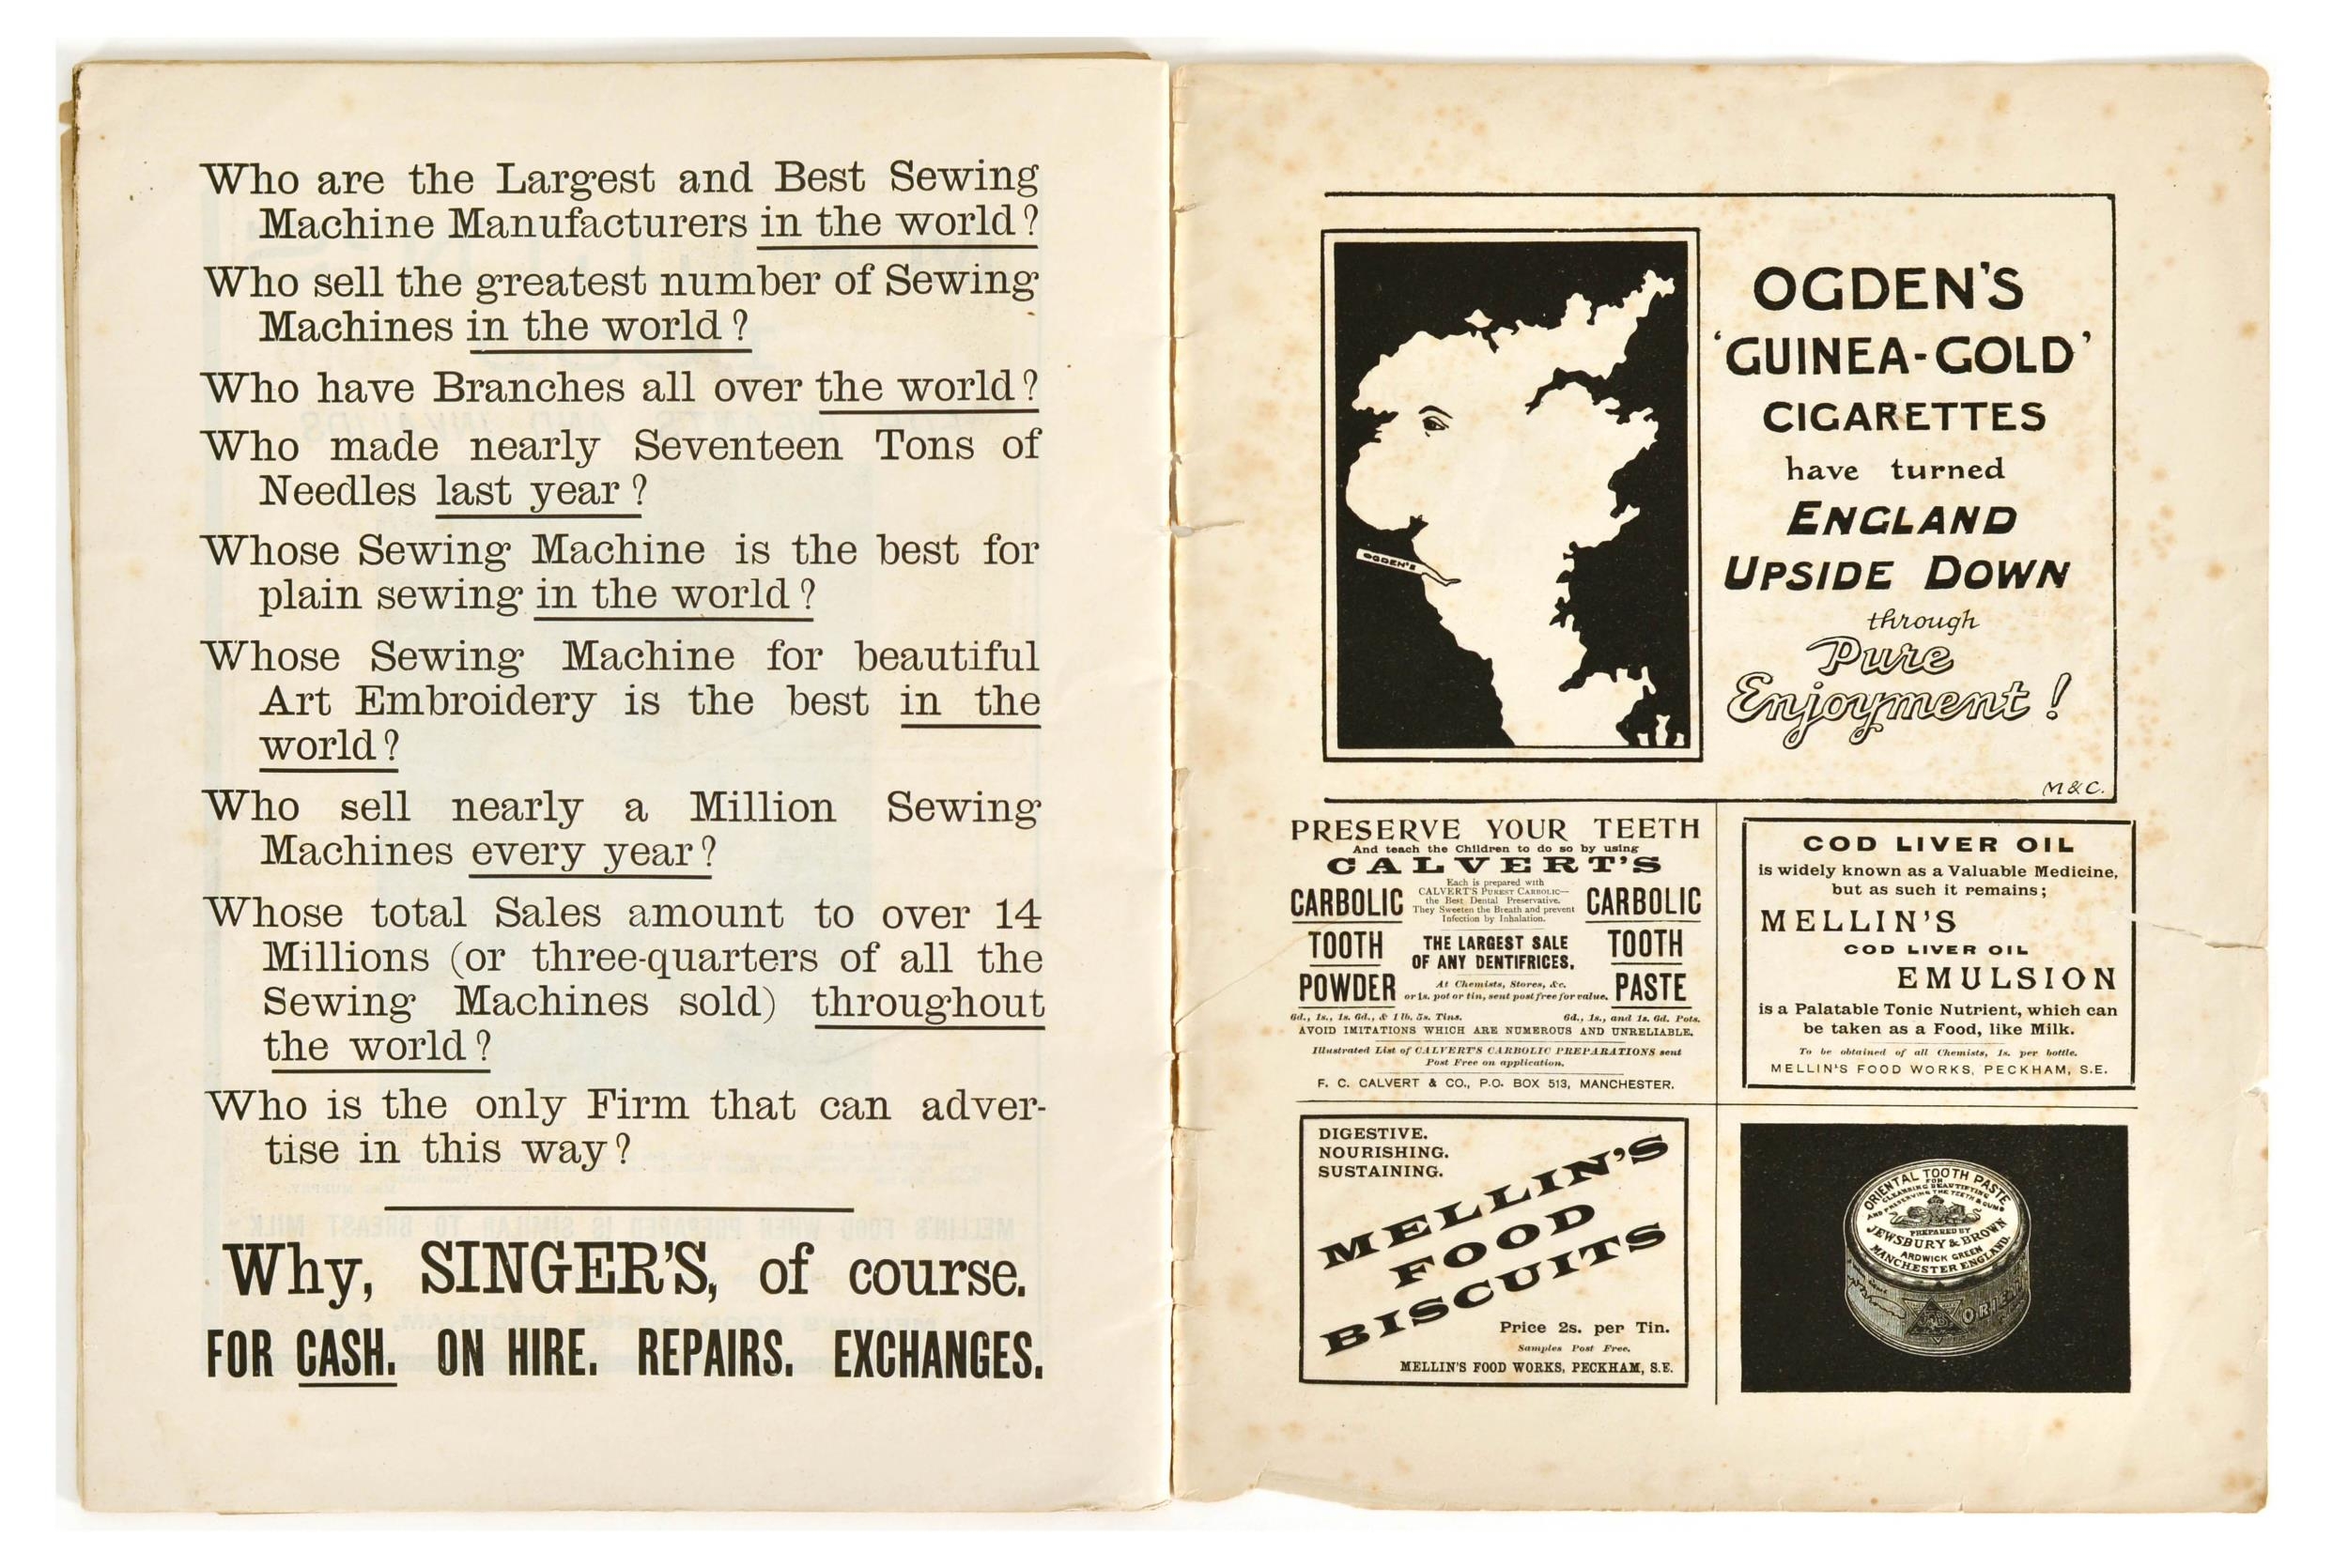 Who are the Largest and Best Sewing
Machine Manufacturers in the world?
Who sell the greatest number of Sewing
Machines in the world?
Who have Branches all over the world?
Who made nearly Seventeen Tons of
Needles last year?
Whose Sewing Machine is the best for
plain sewing in the world?
Whose Sewing Machine for beautiful
Art Embroidery is the best in the
world?
Who sell nearly a Million Sewing
Machines every year?
Whose total Sales amount to over 14
Millions (or three-quarters of all the
Sewing Machines sold) throughout
the world?
Who is the only Firm that can adver-
tise in this way?
Why, SINGER'S, of course.
FOR CASH. ON HIRE. REPAIRS. EXCHANGES.
OGDEN'S
'GUINEA-GOLD'
CIGARETTES
have turned
ENGLAND
UPSIDE DOWN
through
Pure
Enjoyment!
M & C.
OGDEN'S
PRESERVE YOUR TEETH
And teach the Children to do so by using
CALVERT'S
CARBOLIC
TOOTH
POWDER
Each is prepared with
CALVERT'S PUREST CARBOLIC—
the Best Dental Preservative.
They Sweeten the Breath and prevent
Infection by Inhalation.
THE LARGEST SALE
OF ANY DENTIFRICES.
At Chemists, Stores, &c.
or 1s. pot or tin, sent post free for value.
CARBOLIC
TOOTH
PASTE
6d., 1s., 1s. 6d., & 1 lb. 5s. Tins.
6d., 1s., and 1s. 6d. Pots.
AVOID IMITATIONS WHICH ARE NUMEROUS AND UNRELIABLE.
Illustrated List of CALVERT'S CARBOLIC PREPARATIONS sent
Post Free on application.
F. C. CALVERT & CO., P.O. BOX 513, MANCHESTER.
COD LIVER OIL
is widely known as a Valuable Medicine,
but as such it remains;
MELLIN'S
COD LIVER OIL
EMULSION
is a Palatable Tonic Nutrient, which can
be taken as a Food, like Milk.
To be obtained of all Chemists, 1s. per bottle.
MELLIN'S FOOD WORKS, PECKHAM, S.E.
DIGESTIVE.
NOURISHING.
SUSTAINING.
MELLIN'S
FOOD
BISCUITS
Price 2s. per Tin.
Samples Post Free.
MELLIN'S FOOD WORKS, PECKHAM, S.E.
ORIENTAL TOOTH PASTE
FOR
CLEANSING BEAUTIFYING
AND PRESERVING THE TEETH & GUMS
PREPARED BY
JEWSBURY & BROWN
ARDWICK GREEN
MANCHESTER ENGLAND.